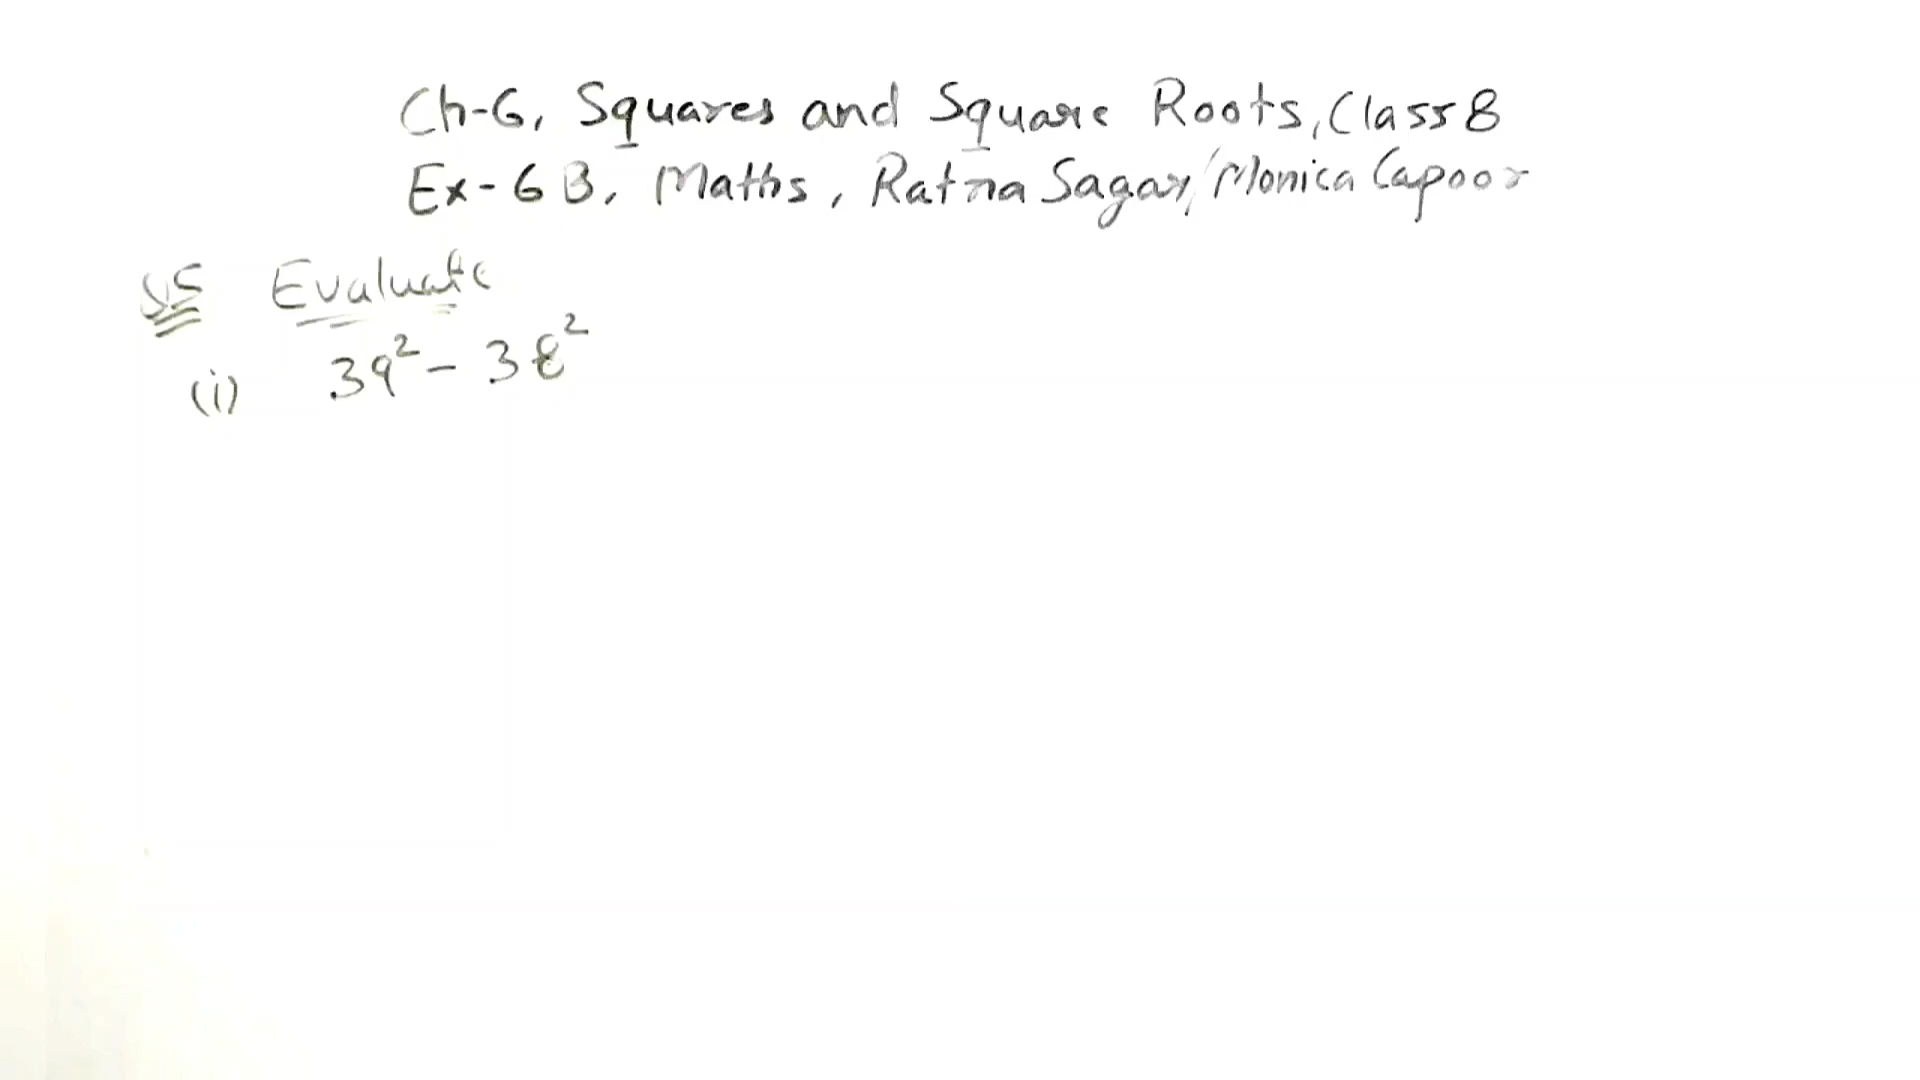 Ch-6, Squares and Square Roots, Class 8
Ex-6B, Maths, Ratna Sagar/Monica Capoor
Q5 Evaluate
(i) 39² - 38²